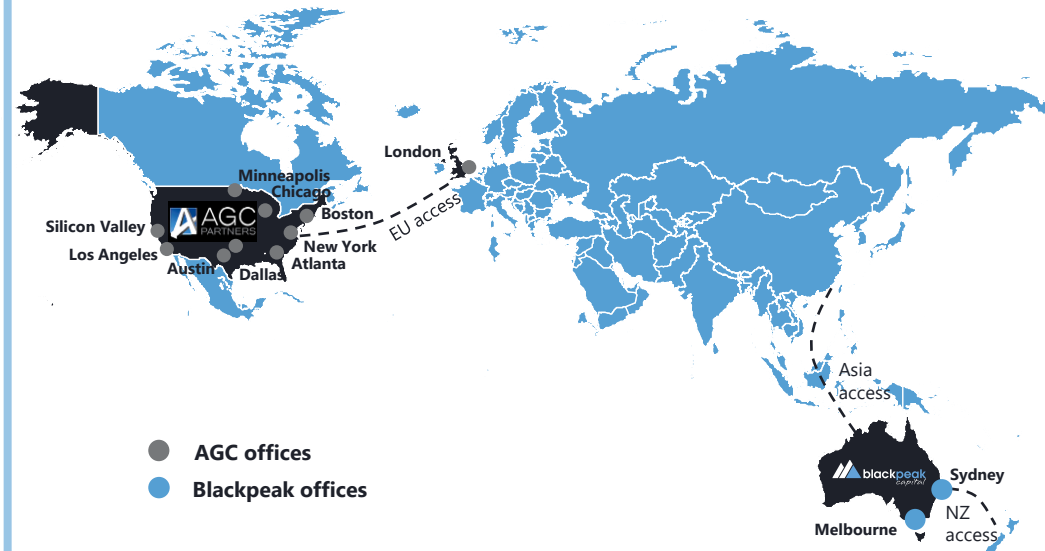 London
Minneapolis
Chicago
AGC
PARTNERS
Boston
EU access
Silicon Valley
New York
Los Angeles
Atlanta
Austin
Dallas
Asia
access
AGC offices
blackpeak
capital
Sydney
Blackpeak offices
NZ
access
Melbourne